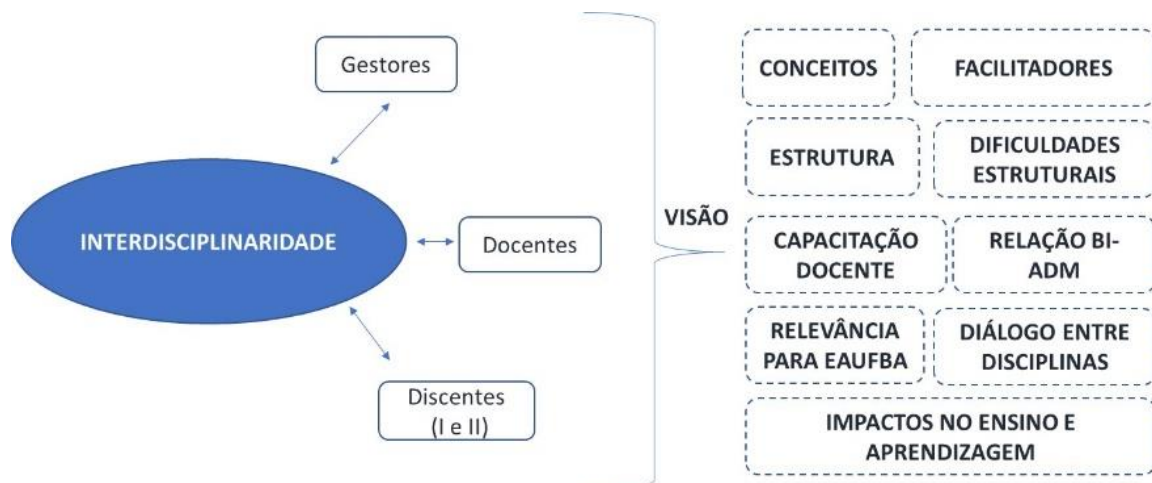 Gestores
INTERDISCIPLINARIDADE
Docentes
Discentes
(I e II)
VISÃO
CONCEITOS
FACILITADORES
ESTRUTURA
DIFICULDADES
ESTRUTURAIS
CAPACITAÇÃO
DOCENTE
RELAÇÃO BI-
ADM
RELEVÂNCIA
PARA EAUFBA
DIÁLOGO ENTRE
DISCIPLINAS
IMPACTOS NO ENSINO E
APRENDIZAGEM